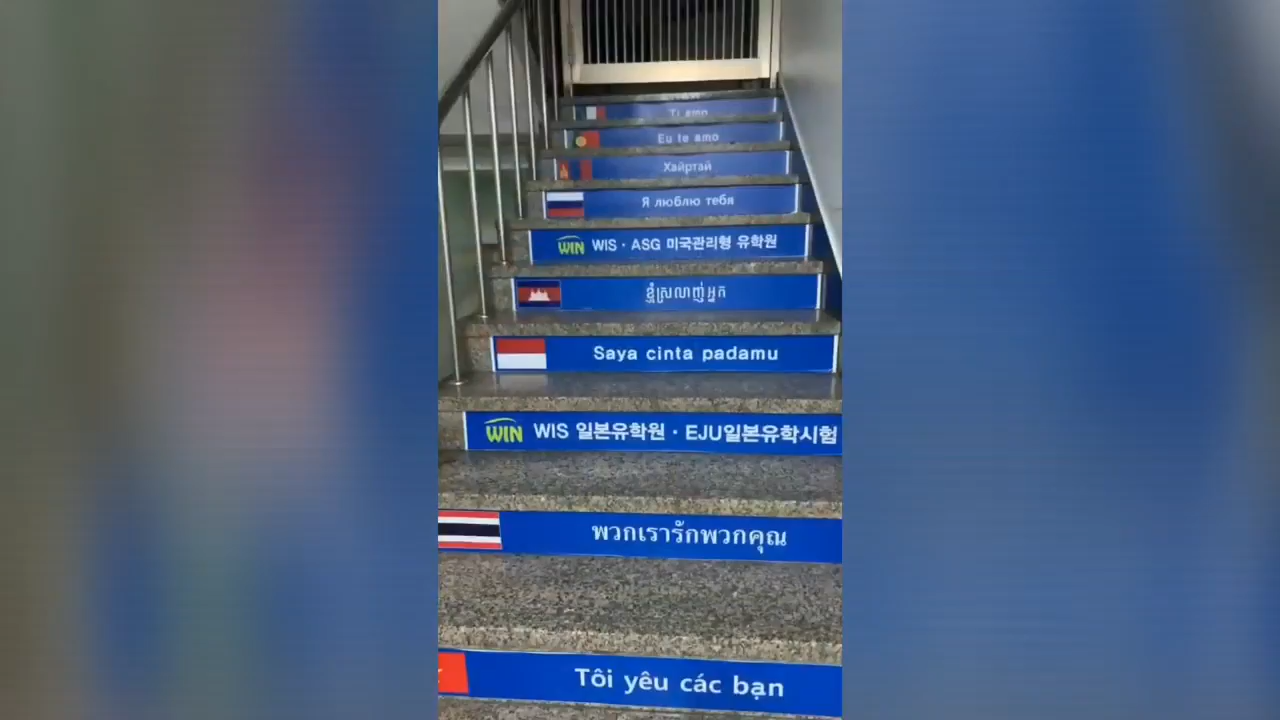 Ti amo
Eu te amo
Хайртай
Я люблю тебя
WIN WIS · ASG 미국관리형 유학원
ខ្ញុំស្រលាញ់អ្នក
Saya cinta padamu
WIN WIS 일본유학원 · EJU일본유학시험
พวกเรารักพวกคุณ
Tôi yêu các bạn